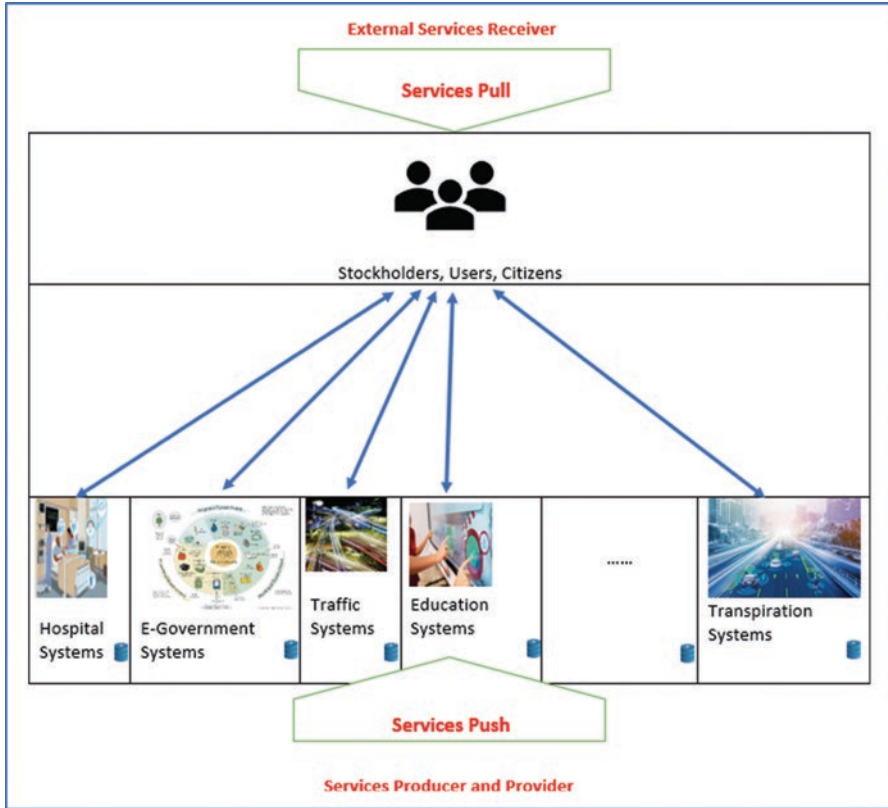 External Services Receiver
Services Pull
Stockholders, Users, Citizens
Hospital
Systems
E-Government
Systems
Traffic
Systems
Education
Systems
......
Transpiration
Systems
Services Push
Services Producer and Provider